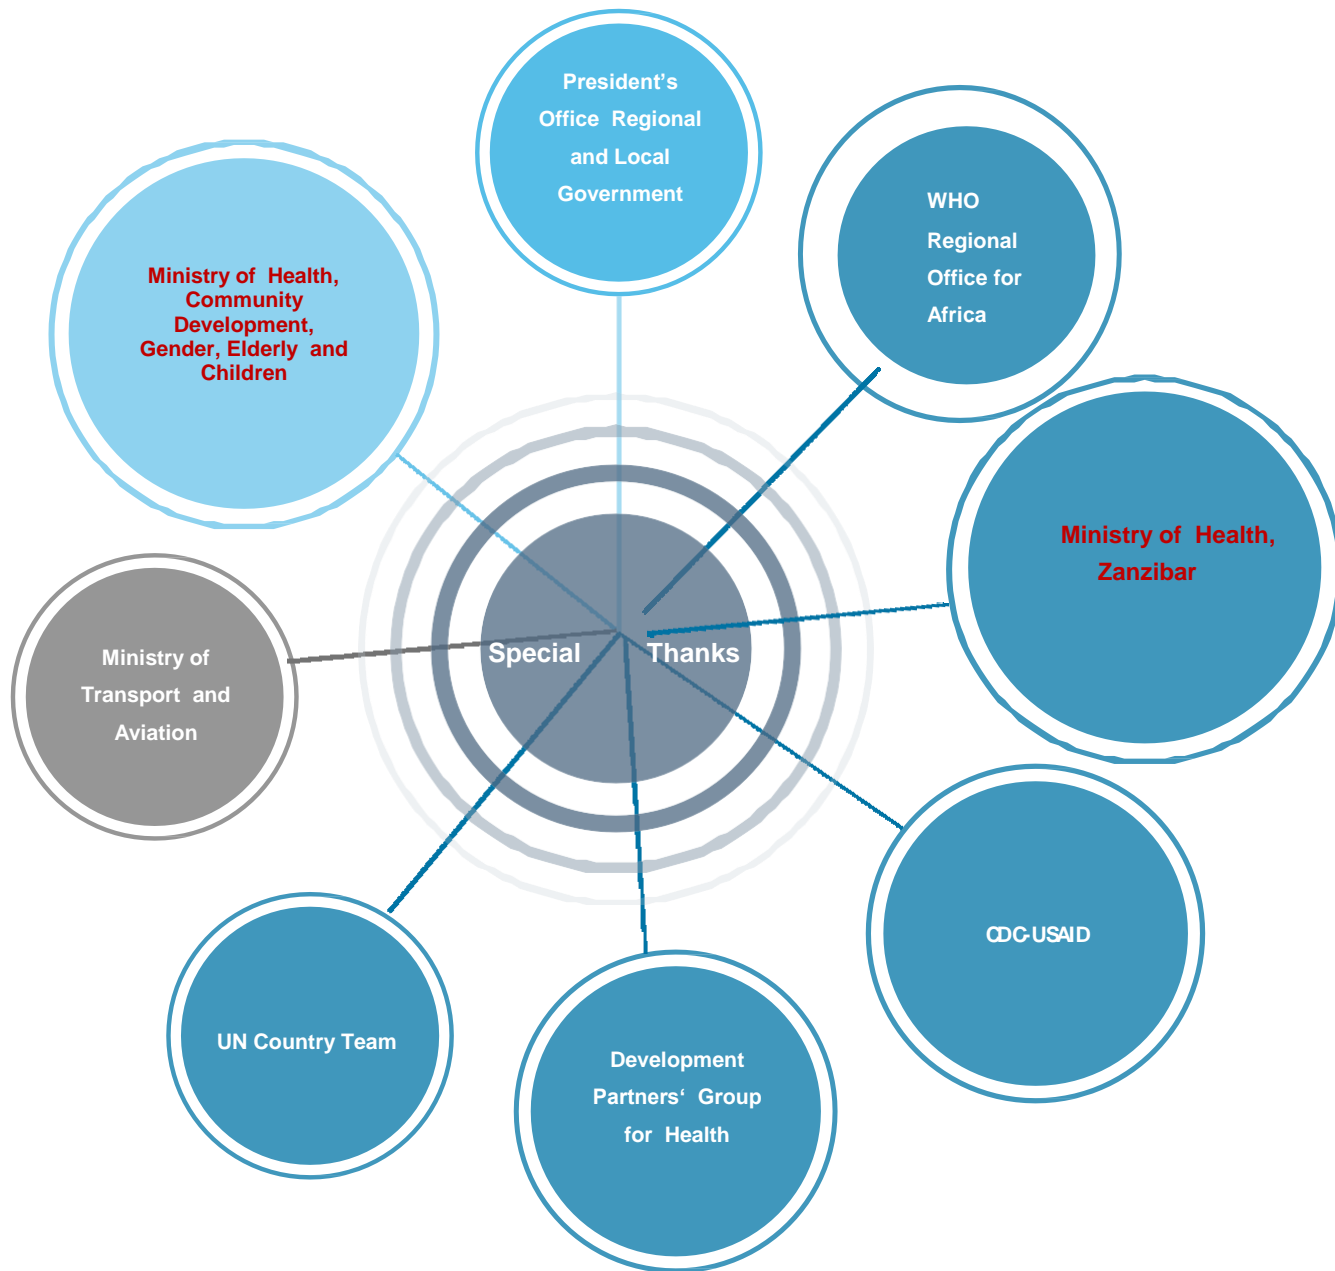 President’s
Office Regional
and Local
Government
WHO
Regional
Office for
Africa
Ministry of Health,
Community
Development,
Gender, Elderly and
Children
Ministry of Health,
Zanzibar
Special Thanks
Ministry of
Transport and
Aviation
CDC-USAID
UN Country Team
Development
Partners‘ Group
for Health